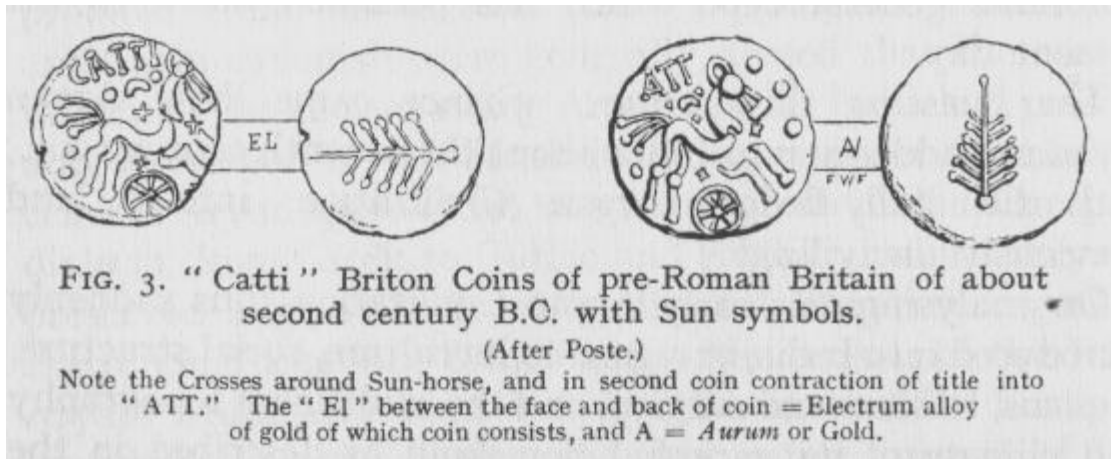 CATTI
EL
ATT
A/
FWF
FIG. 3. "Catti" Briton Coins of pre-Roman Britain of about
second century B.C. with Sun symbols.
(After Poste.)
Note the Crosses around Sun-horse, and in second coin contraction of title into
"ATT." The "El" between the face and back of coin = Electrum alloy
of gold of which coin consists, and A = Aurum or Gold.